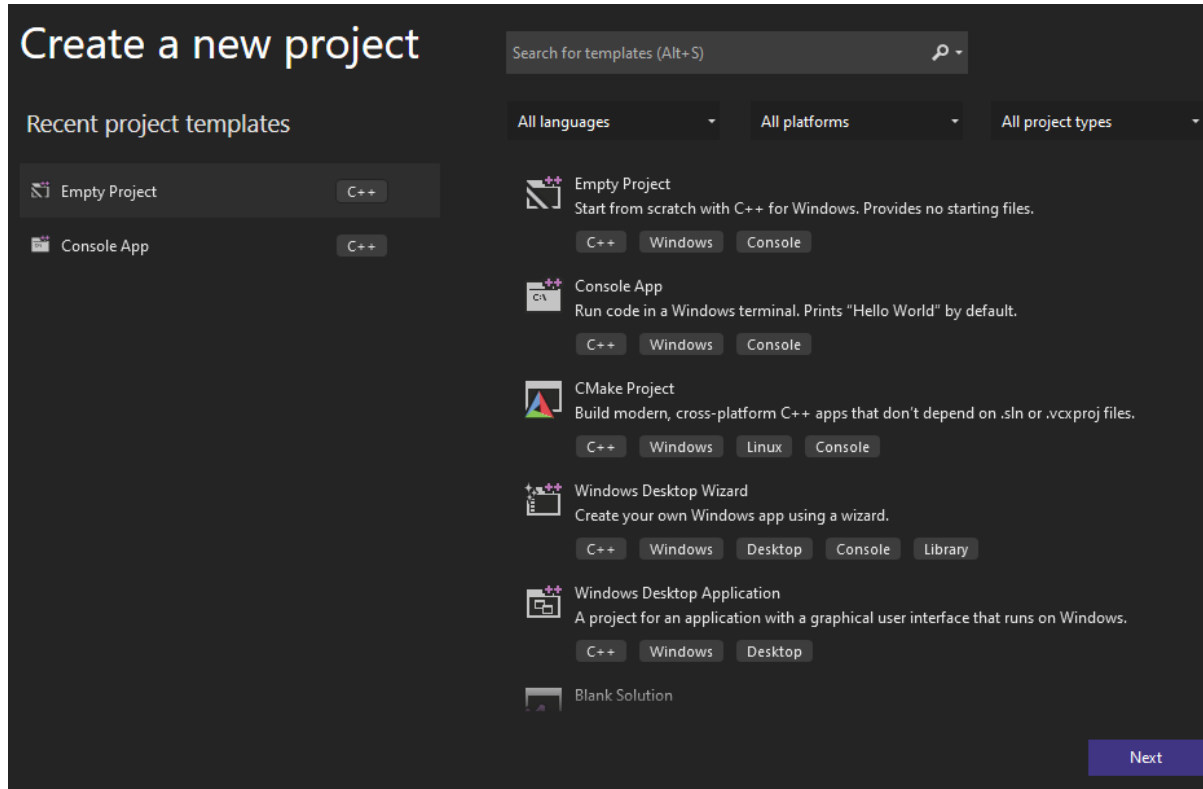 Create a new project
Search for templates (Alt+S)
Recent project templates
All languages
All platforms
All project types
Empty Project
C++
Console App
C++
Empty Project
Start from scratch with C++ for Windows. Provides no starting files.
C++ Windows Console
Console App
C:\
Run code in a Windows terminal. Prints "Hello World" by default.
C++ Windows Console
CMake Project
Build modern, cross-platform C++ apps that don't depend on .sln or .vcxproj files.
C++ Windows Linux Console
Windows Desktop Wizard
Create your own Windows app using a wizard.
C++ Windows Desktop Console Library
Windows Desktop Application
A project for an application with a graphical user interface that runs on Windows.
C++ Windows Desktop
Blank Solution
Next